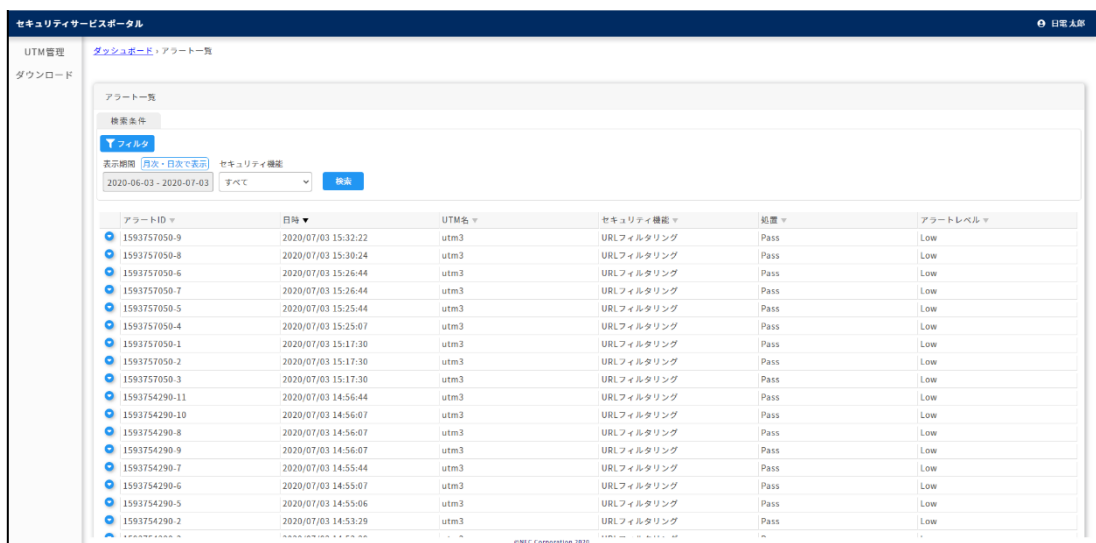 セキュリティサービスポータル 日電 太郎
UTM管理
ダウンロード
ダッシュボード › アラート一覧
アラート一覧
検索条件
フィルタ
表示期間 月次・日次で表示 セキュリティ機能
2020-06-03 - 2020-07-03 すべて 検索
アラートID 日時 UTM名 セキュリティ機能 処置 アラートレベル
1593757050-9 2020/07/03 15:32:22 utm3 URLフィルタリング Pass Low
1593757050-8 2020/07/03 15:30:24 utm3 URLフィルタリング Pass Low
1593757050-6 2020/07/03 15:26:44 utm3 URLフィルタリング Pass Low
1593757050-7 2020/07/03 15:26:44 utm3 URLフィルタリング Pass Low
1593757050-5 2020/07/03 15:25:44 utm3 URLフィルタリング Pass Low
1593757050-4 2020/07/03 15:25:07 utm3 URLフィルタリング Pass Low
1593757050-1 2020/07/03 15:17:30 utm3 URLフィルタリング Pass Low
1593757050-2 2020/07/03 15:17:30 utm3 URLフィルタリング Pass Low
1593757050-3 2020/07/03 15:17:30 utm3 URLフィルタリング Pass Low
1593754290-11 2020/07/03 14:56:44 utm3 URLフィルタリング Pass Low
1593754290-10 2020/07/03 14:56:07 utm3 URLフィルタリング Pass Low
1593754290-8 2020/07/03 14:56:07 utm3 URLフィルタリング Pass Low
1593754290-9 2020/07/03 14:56:07 utm3 URLフィルタリング Pass Low
1593754290-7 2020/07/03 14:55:44 utm3 URLフィルタリング Pass Low
1593754290-6 2020/07/03 14:55:07 utm3 URLフィルタリング Pass Low
1593754290-5 2020/07/03 14:55:06 utm3 URLフィルタリング Pass Low
1593754290-2 2020/07/03 14:53:29 utm3 URLフィルタリング Pass Low
©NEC Corporation 2020